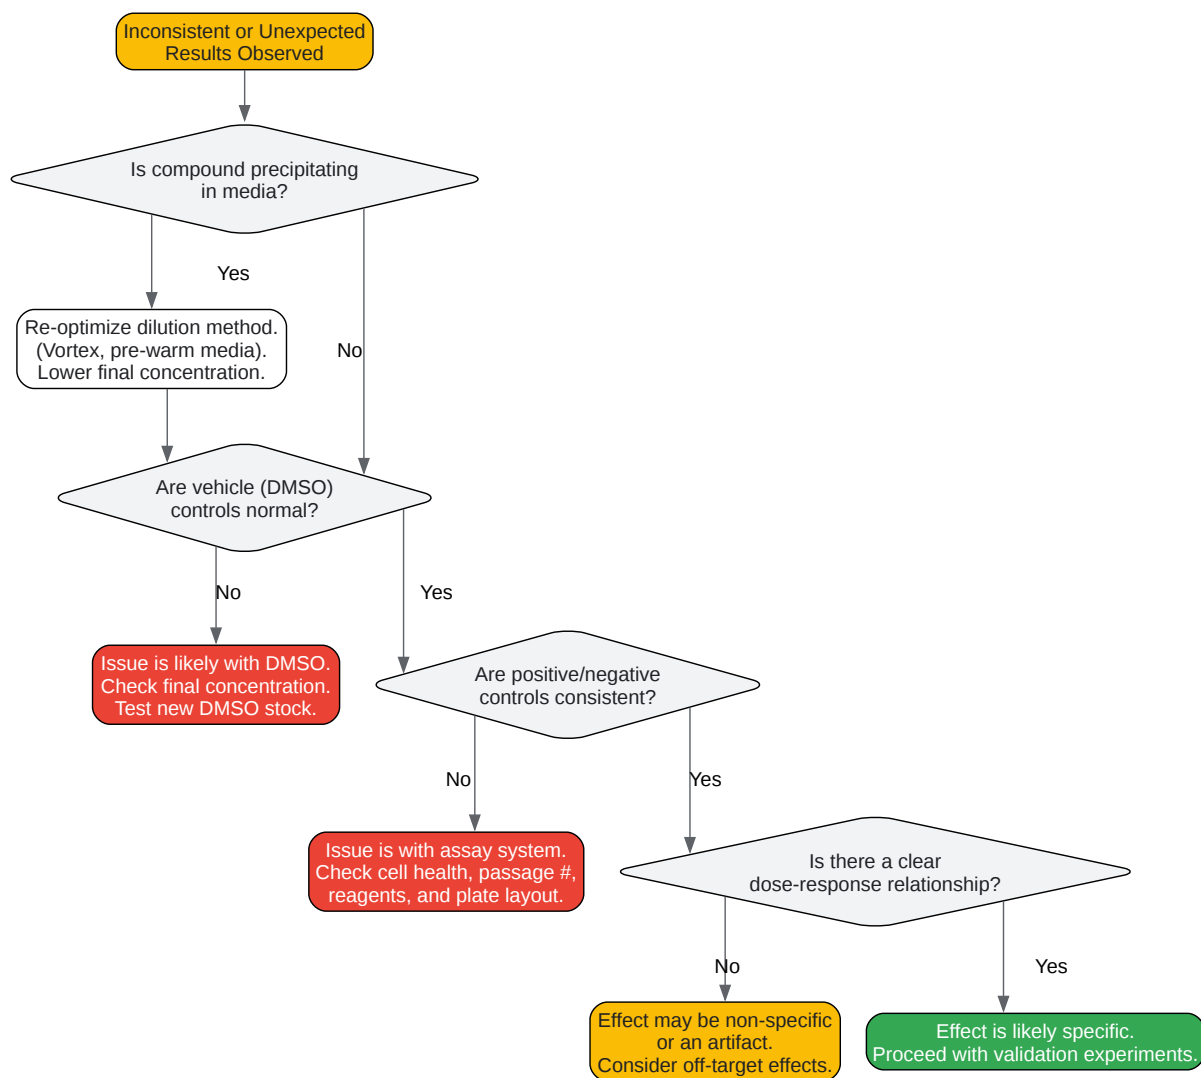 Inconsistent or Unexpected
Results Observed
Is compound precipitating
in media?
Yes
Re-optimize dilution method.
(Vortex, pre-warm media).
Lower final concentration.
No
Are vehicle (DMSO)
controls normal?
No
Yes
Issue is likely with DMSO.
Check final concentration.
Test new DMSO stock.
Are positive/negative
controls consistent?
No
Yes
Issue is with assay system.
Check cell health, passage #,
reagents, and plate layout.
Is there a clear
dose-response relationship?
No
Yes
Effect may be non-specific
or an artifact.
Consider off-target effects.
Effect is likely specific.
Proceed with validation experiments.